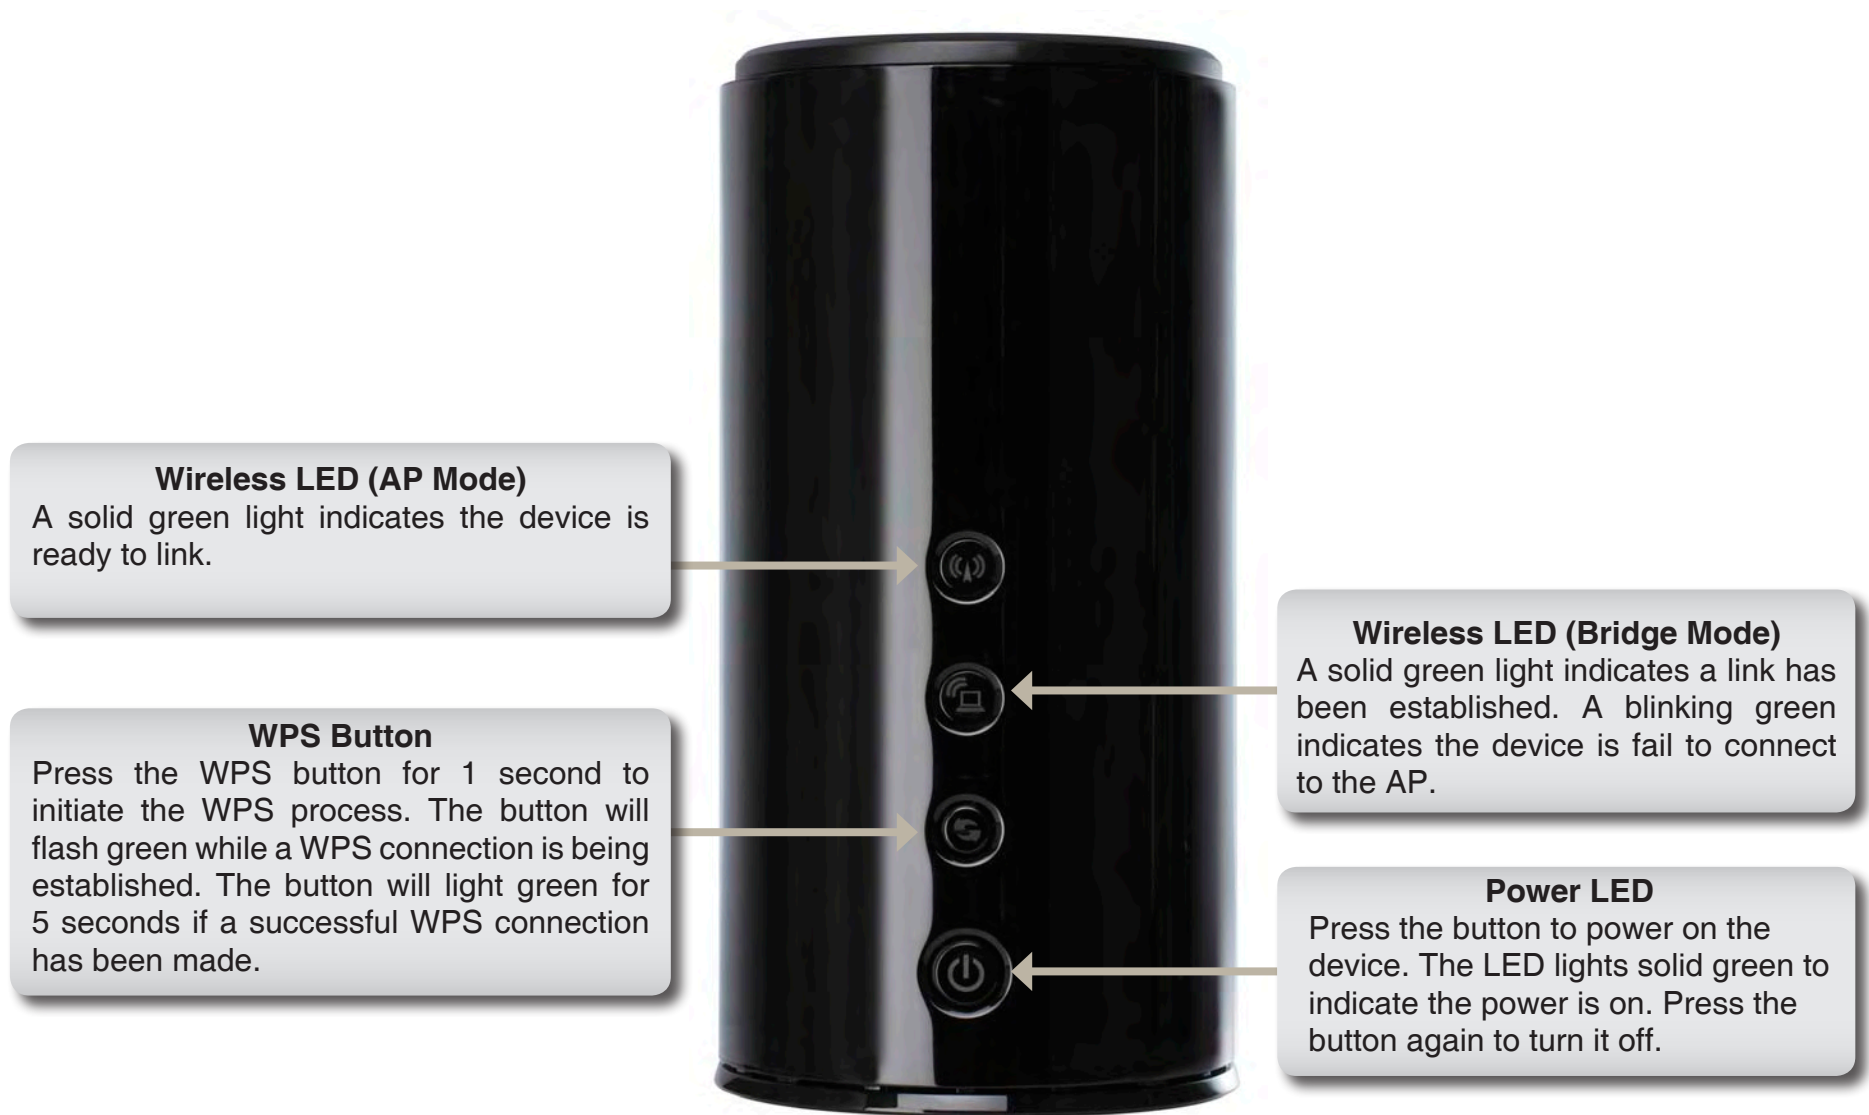 Wireless LED (AP Mode)
A solid green light indicates the device is
ready to link.
WPS Button
Press the WPS button for 1 second to
initiate the WPS process. The button will
flash green while a WPS connection is being
established. The button will light green for
5 seconds if a successful WPS connection
has been made.
Wireless LED (Bridge Mode)
A solid green light indicates a link has
been established. A blinking green
indicates the device is fail to connect
to the AP.
Power LED
Press the button to power on the
device. The LED lights solid green to
indicate the power is on. Press the
button again to turn it off.